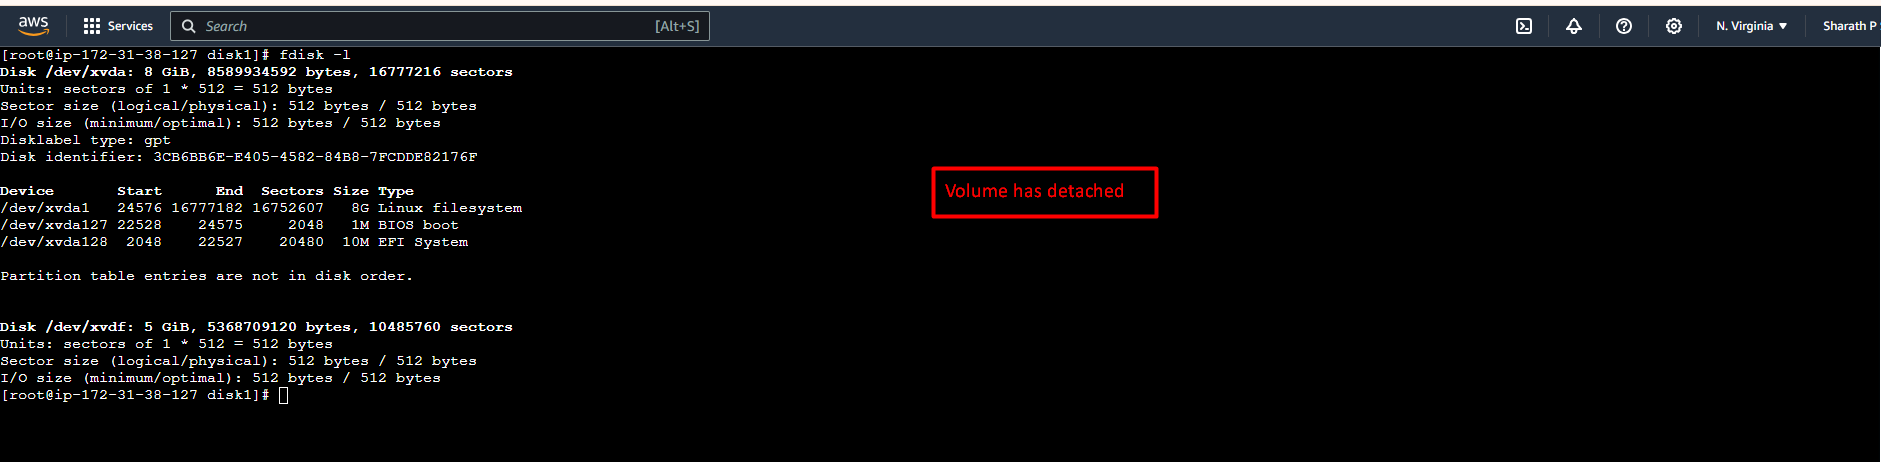 aws Services Search [Alt+S] N. Virginia Sharath P
[root@ip-172-31-38-127 disk1]# fdisk -l
Disk /dev/xvda: 8 GiB, 8589934592 bytes, 16777216 sectors
Units: sectors of 1 * 512 = 512 bytes
Sector size (logical/physical): 512 bytes / 512 bytes
I/O size (minimum/optimal): 512 bytes / 512 bytes
Disklabel type: gpt
Disk identifier: 3CB6BB6E-E405-4582-84B8-7FCDDE82176F
Device Start End Sectors Size Type
/dev/xvda1 24576 16777182 16752607 8G Linux filesystem
/dev/xvda127 22528 24575 2048 1M BIOS boot
/dev/xvda128 2048 22527 20480 10M EFI System
Partition table entries are not in disk order.
Disk /dev/xvdf: 5 GiB, 5368709120 bytes, 10485760 sectors
Units: sectors of 1 * 512 = 512 bytes
Sector size (logical/physical): 512 bytes / 512 bytes
I/O size (minimum/optimal): 512 bytes / 512 bytes
[root@ip-172-31-38-127 disk1]#
Volume has detached